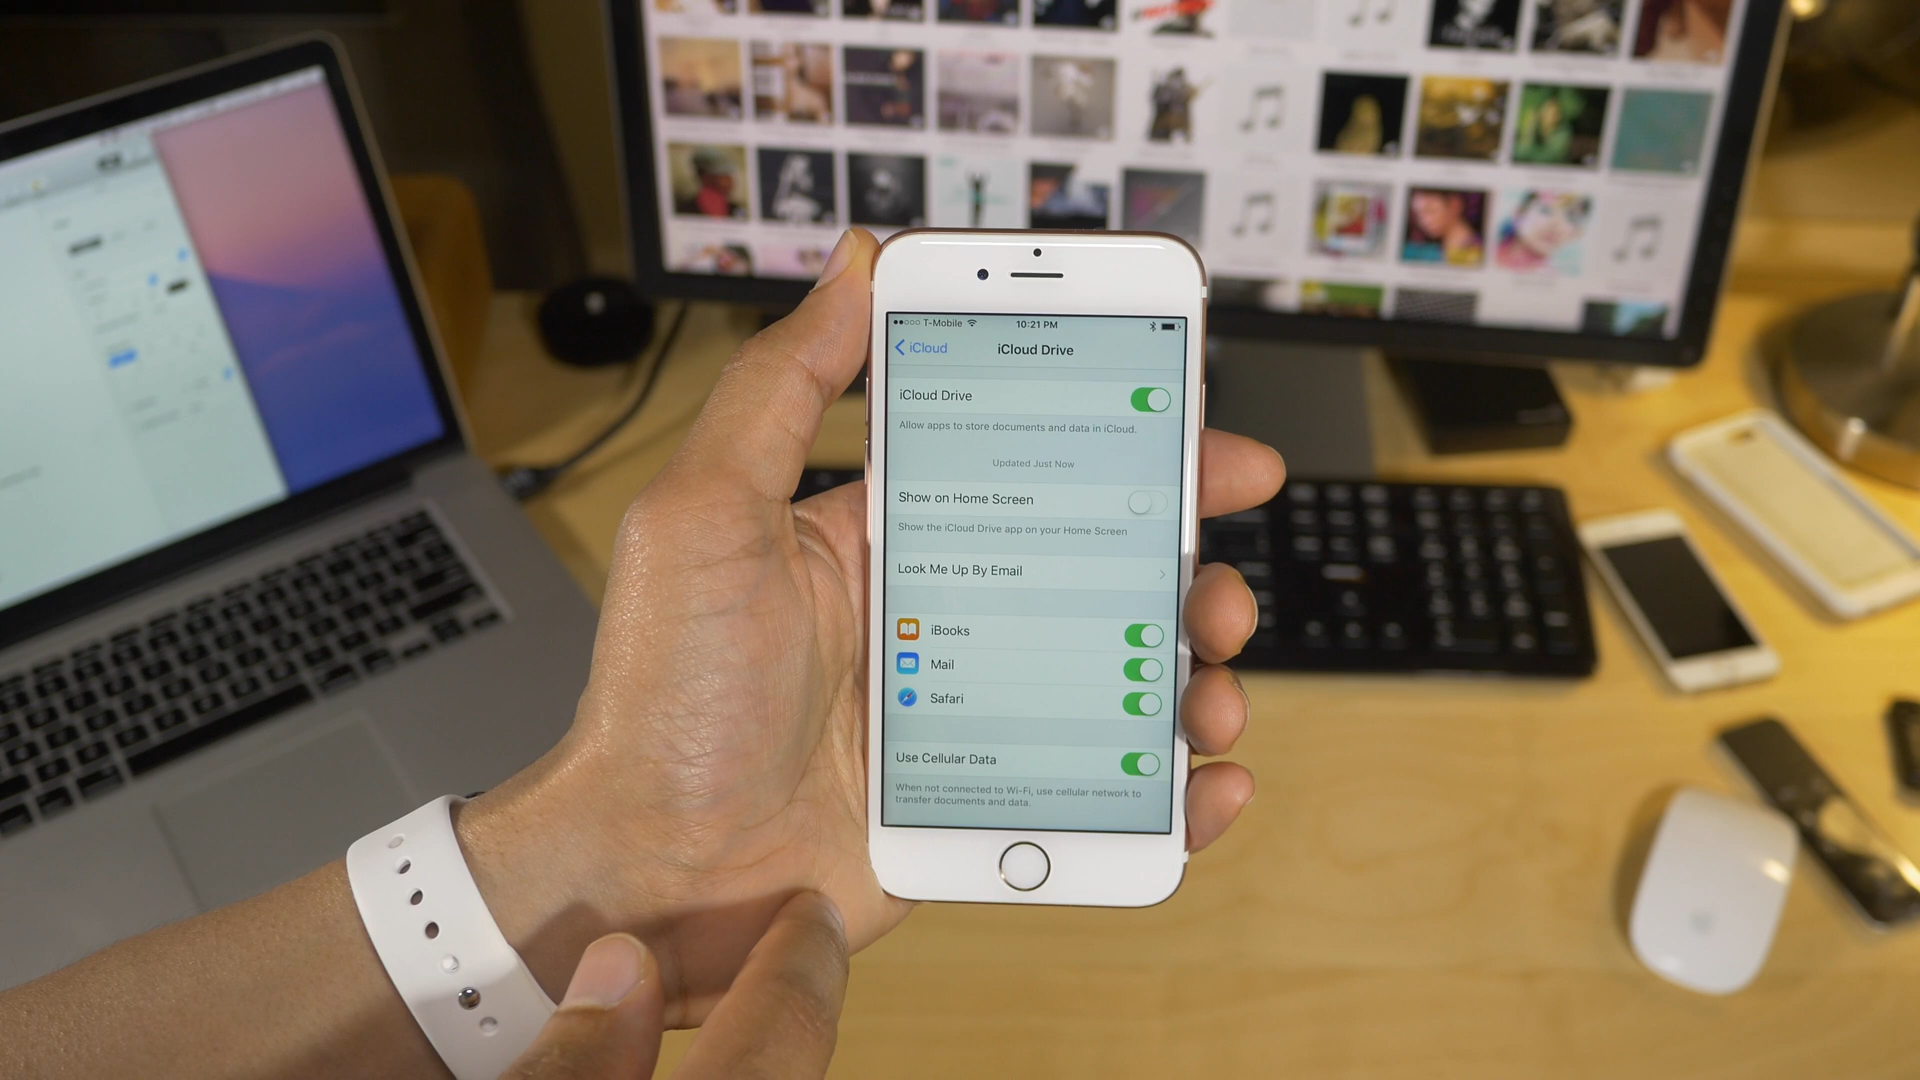 T-Mobile 10:21 PM
iCloud iCloud Drive
iCloud Drive
Allow apps to store documents and data in iCloud.
Updated Just Now
Show on Home Screen
Show the iCloud Drive app on your Home Screen
Look Me Up By Email
iBooks
Mail
Safari
Use Cellular Data
When not connected to Wi-Fi, use cellular network to
transfer documents and data.